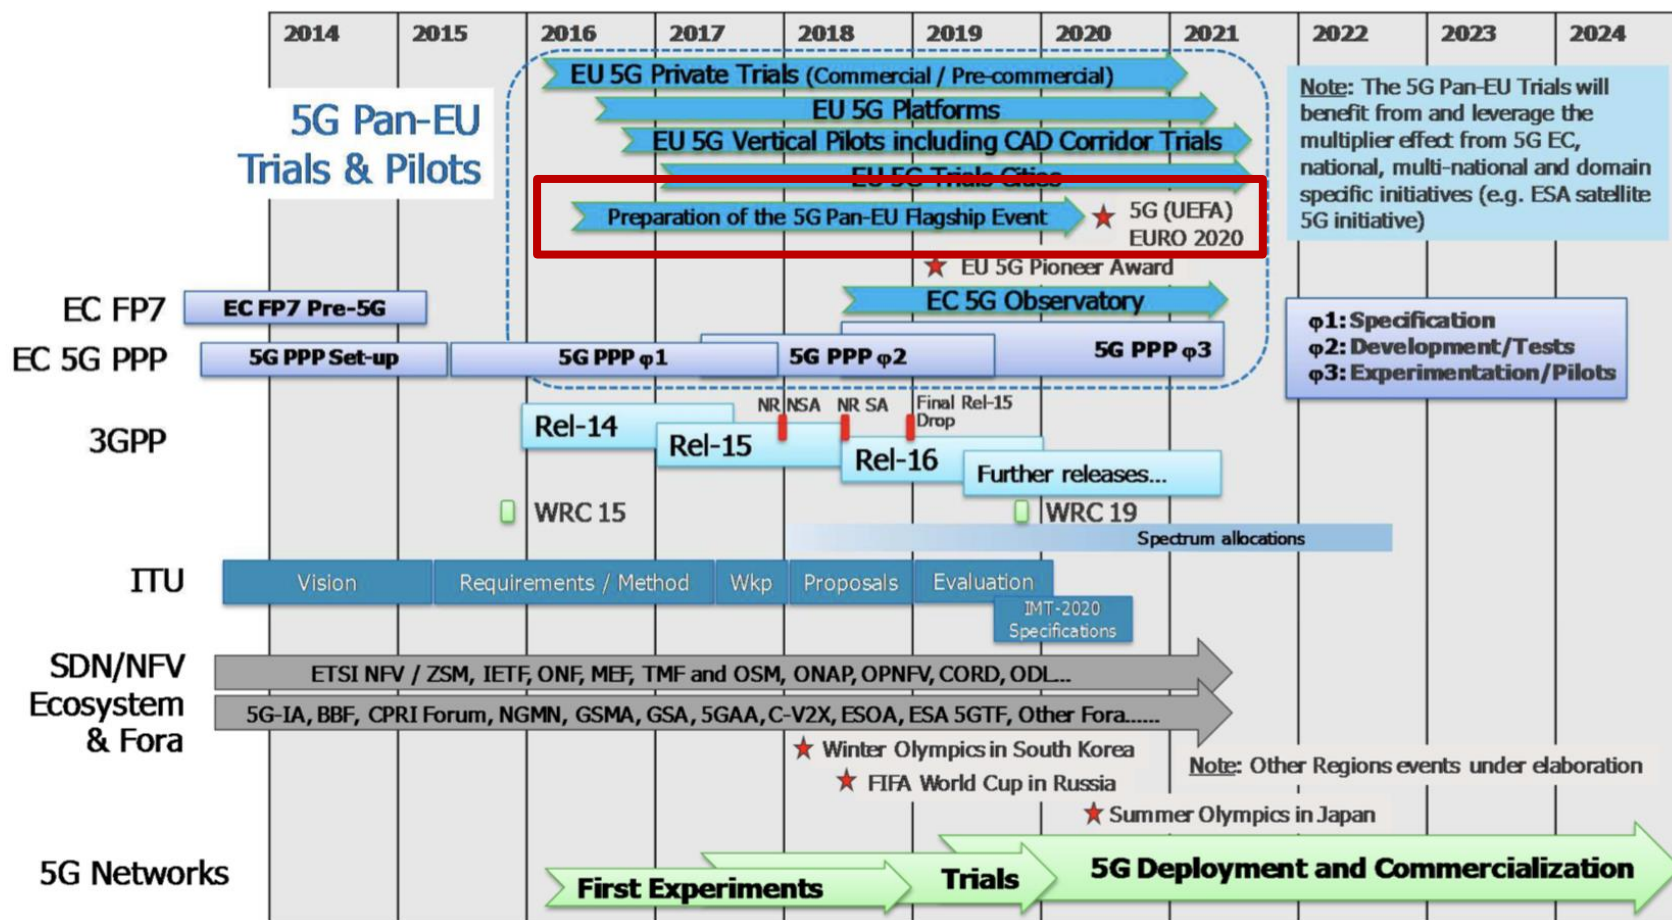 2014 2015 2016 2017 2018 2019 2020 2021 2022 2023 2024
5G Pan-EU
Trials & Pilots
EU 5G Private Trials (Commercial / Pre-commercial)
EU 5G Platforms
EU 5G Vertical Pilots including CAD Corridor Trials
EU 5G Trials Cities
Preparation of the 5G Pan-EU Flagship Event
5G (UEFA)
EURO 2020
EU 5G Pioneer Award
EC 5G Observatory
Note: The 5G Pan-EU Trials will
benefit from and leverage the
multiplier effect from 5G EC,
national, multi-national and domain
specific initiatives (e.g. ESA satellite
5G initiative)
EC FP7
EC FP7 Pre-5G
EC 5G PPP
5G PPP Set-up
5G PPP φ1
5G PPP φ2
5G PPP φ3
φ1: Specification
φ2: Development/Tests
φ3: Experimentation/Pilots
3GPP
Rel-14
Rel-15
NR NSA
NR SA
Final Rel-15
Drop
Rel-16
Further releases...
WRC 15
WRC 19
Spectrum allocations
ITU
Vision
Requirements / Method
Wkp
Proposals
Evaluation
IMT-2020
Specifications
SDN/NFV
Ecosystem
& Fora
ETSI NFV / ZSM, IETF, ONF, MEF, TMF and OSM, ONAP, OPNFV, CORD, ODL...
5G-IA, BBF, CPRI Forum, NGMN, GSMA, GSA, 5GAA, C-V2X, ESOA, ESA 5GTF, Other Fora......
Winter Olympics in South Korea
FIFA World Cup in Russia
Summer Olympics in Japan
Note: Other Regions events under elaboration
5G Networks
First Experiments
Trials
5G Deployment and Commercialization